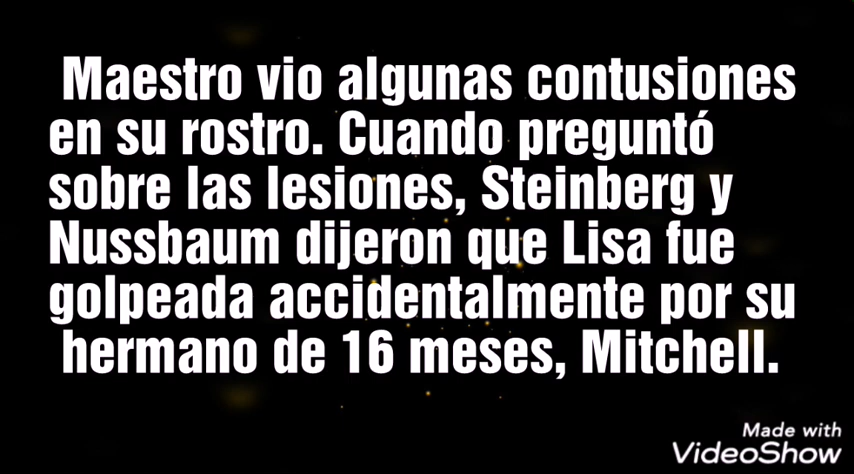 Maestro vio algunas contusiones
en su rostro. Cuando preguntó
sobre las lesiones, Steinberg y
Nussbaum dijeron que Lisa fue
golpeada accidentalmente por su
hermano de 16 meses, Mitchell.
Made with
VideoShow